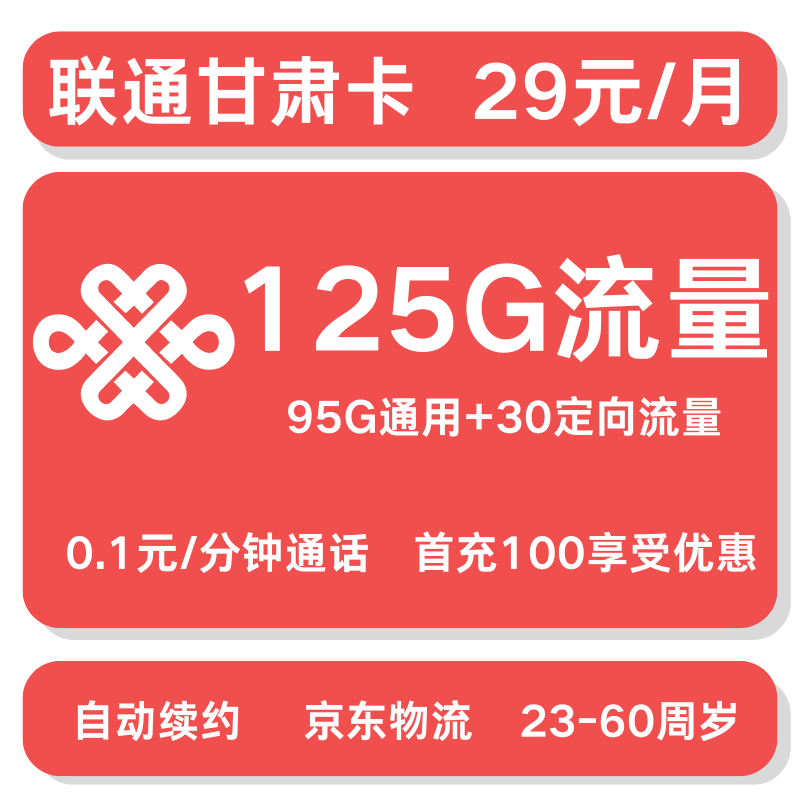 联通甘肃卡 29元/月
125G流量
95G通用+30定向流量
0.1元/分钟通话 首充100享受优惠
自动续约 京东物流 23-60周岁